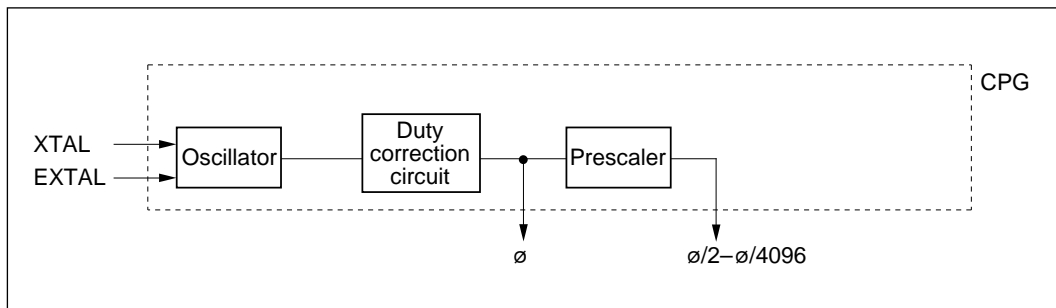 CPG
XTAL
EXTAL
Oscillator
Duty
correction
circuit
Prescaler
ø
ø/2–ø/4096